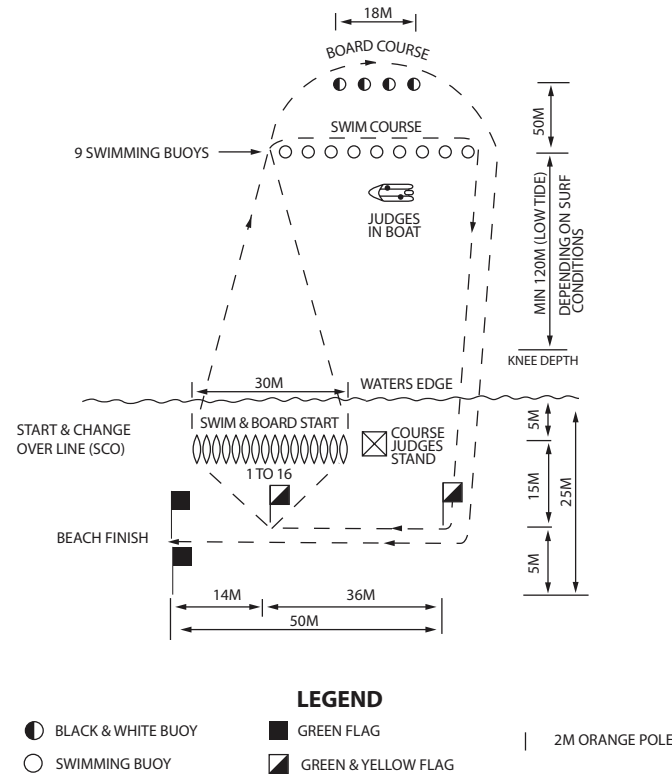 18M
BOARD COURSE
SWIM COURSE
50M
9 SWIMMING BUOYS
JUDGES
IN BOAT
MIN 120M (LOW TIDE)
DEPENDING ON SURF
CONDITIONS
KNEE DEPTH
30M
WATERS EDGE
START & CHANGE
OVER LINE (SCO)
SWIM & BOARD START
COURSE
JUDGES
STAND
5M
1 TO 16
15M
25M
BEACH FINISH
5M
14M
36M
50M
LEGEND
BLACK & WHITE BUOY
GREEN FLAG
2M ORANGE POLE
SWIMMING BUOY
GREEN & YELLOW FLAG